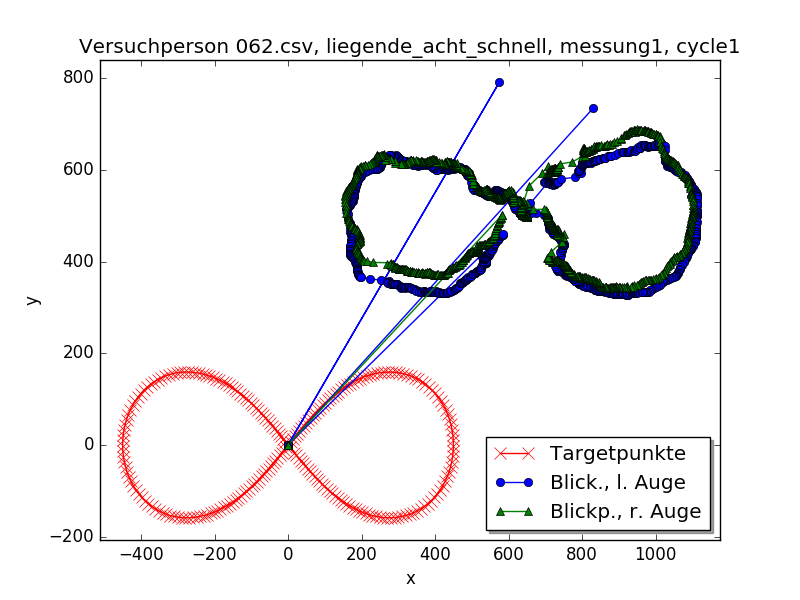 Versuchperson 062.csv, liegende_acht_schnell, messung1, cycle1
800
600
400
200
0
−200
y
−400
−200
0
200
400
600
800
1000
x
Targetpunkte
Blick., l. Auge
Blickp., r. Auge